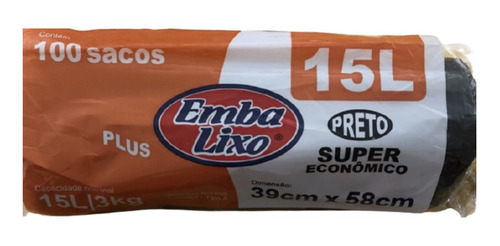 Contém:
100 sacos
PLUS
Capacidade nominal
15L|3kg
Emba
Lixo®
15L
PRETO
SUPER
ECONÔMICO
Dimensão:
39cm x 58cm